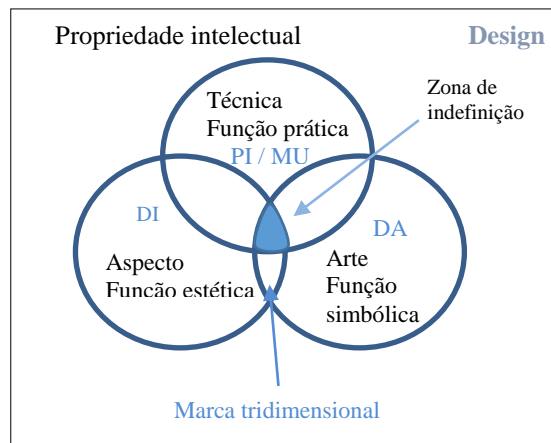 Propriedade intelectual
Design
Zona de
indefinição
Técnica
Função prática
PI / MU
DI
DA
Aspecto
Função estética
Arte
Função
simbólica
Marca tridimensional